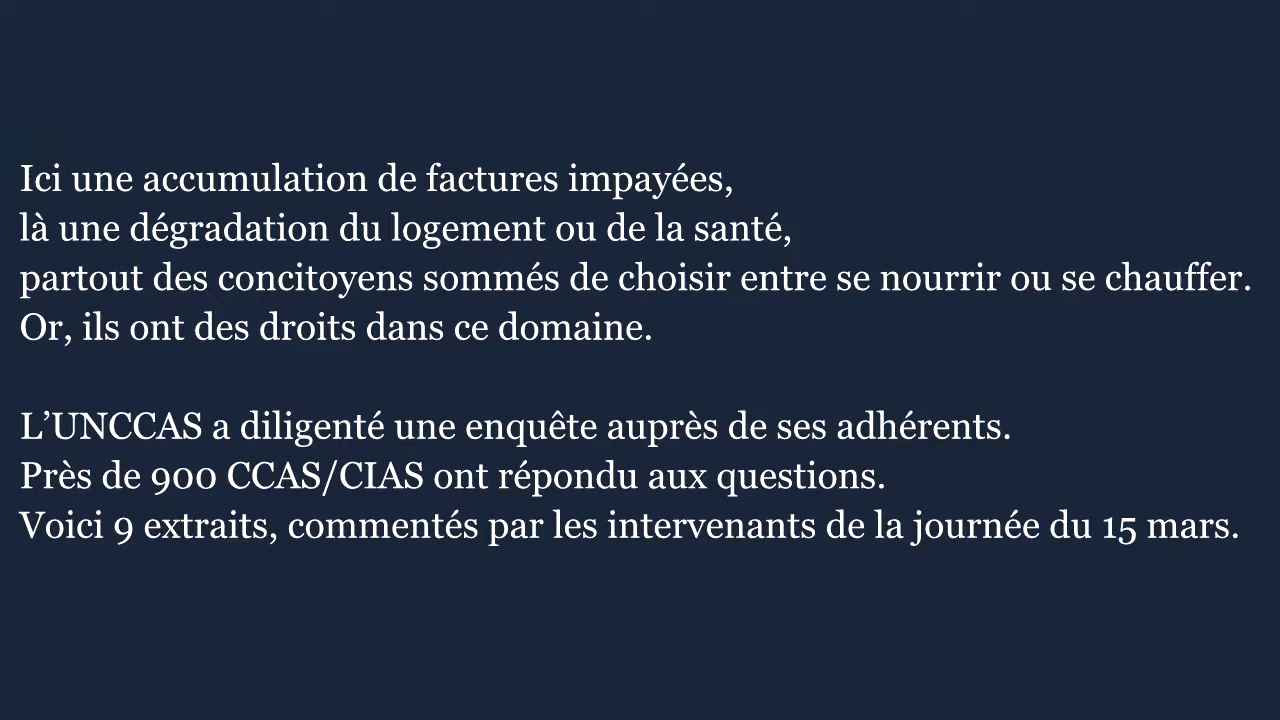 Ici une accumulation de factures impayées,
là une dégradation du logement ou de la santé,
partout des concitoyens sommés de choisir entre se nourrir ou se chauffer.
Or, ils ont des droits dans ce domaine.
L’UNCCAS a diligenté une enquête auprès de ses adhérents.
Près de 900 CCAS/CIAS ont répondu aux questions.
Voici 9 extraits, commentés par les intervenants de la journée du 15 mars.